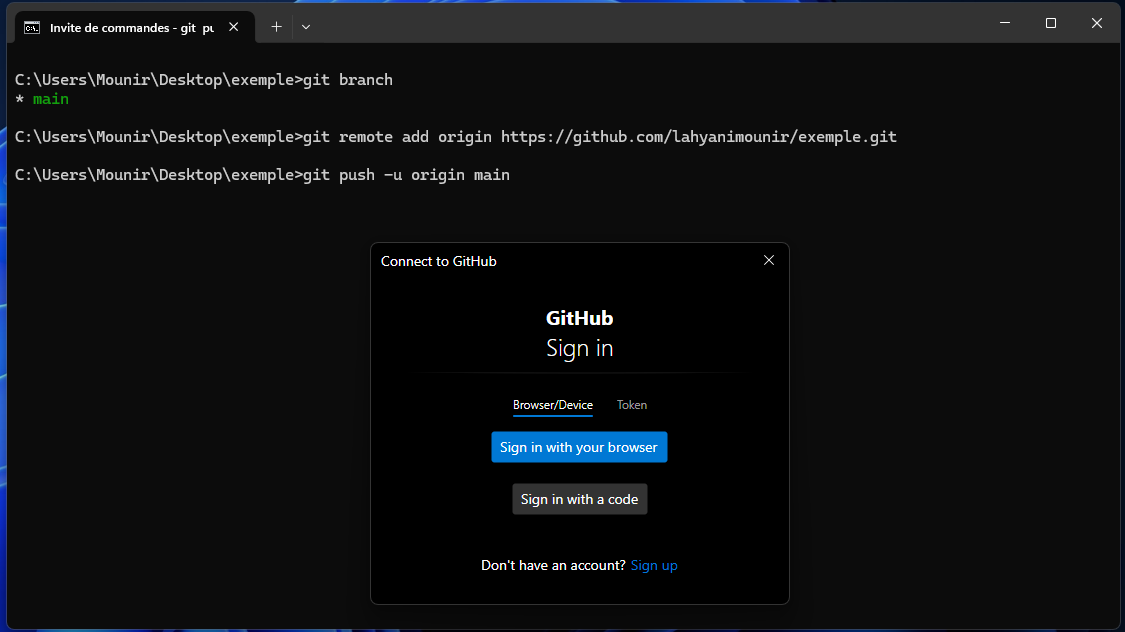 Invite de commandes - git pu
C:\Users\Mounir\Desktop\exemple>git branch
* main
C:\Users\Mounir\Desktop\exemple>git remote add origin https://github.com/lahyanimounir/exemple.git
C:\Users\Mounir\Desktop\exemple>git push -u origin main
Connect to GitHub
GitHub
Sign in
Browser/Device Token
Sign in with your browser
Sign in with a code
Don't have an account? Sign up